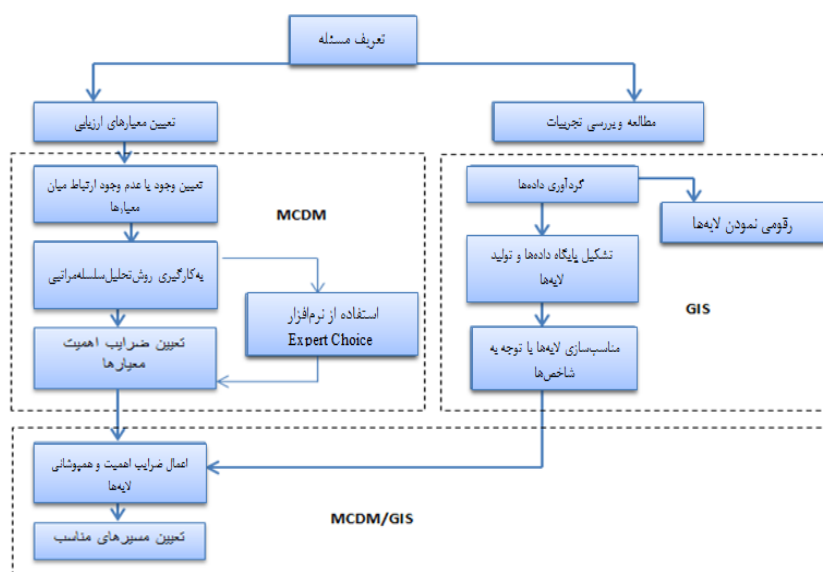 تعریف مسئله
تعیین معیارهای ارزیابی
مطالعه و بررسی تجربیات
تعیین وجود یا عدم وجود ارتباط میان
معیارها
MCDM
به‌کارگیری روش‌تحلیل‌سلسله‌مراتبی
استفاده از نرم‌افزار
Expert Choice
تعیین ضرایب اهمیت
معیارها
گردآوری داده‌ها
رقومی نمودن لایه‌ها
تشکیل پایگاه داده‌ها و تولید
لایه‌ها
GIS
مناسب‌سازی لایه‌ها با توجه به
شاخص‌ها
اعمال ضرایب اهمیت و همپوشانی
لایه‌ها
MCDM/GIS
تعیین مسیرهای مناسب